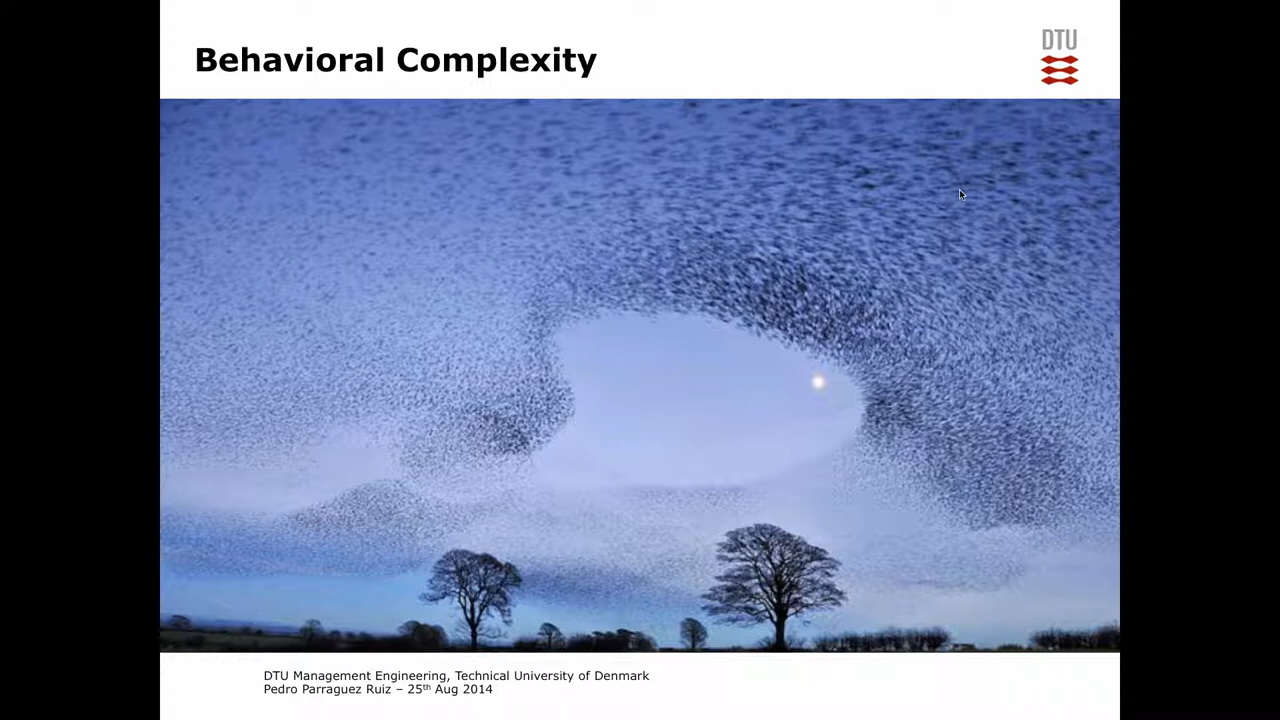 Behavioral Complexity
DTU
DTU Management Engineering, Technical University of Denmark
Pedro Parraguez Ruiz – 25th Aug 2014